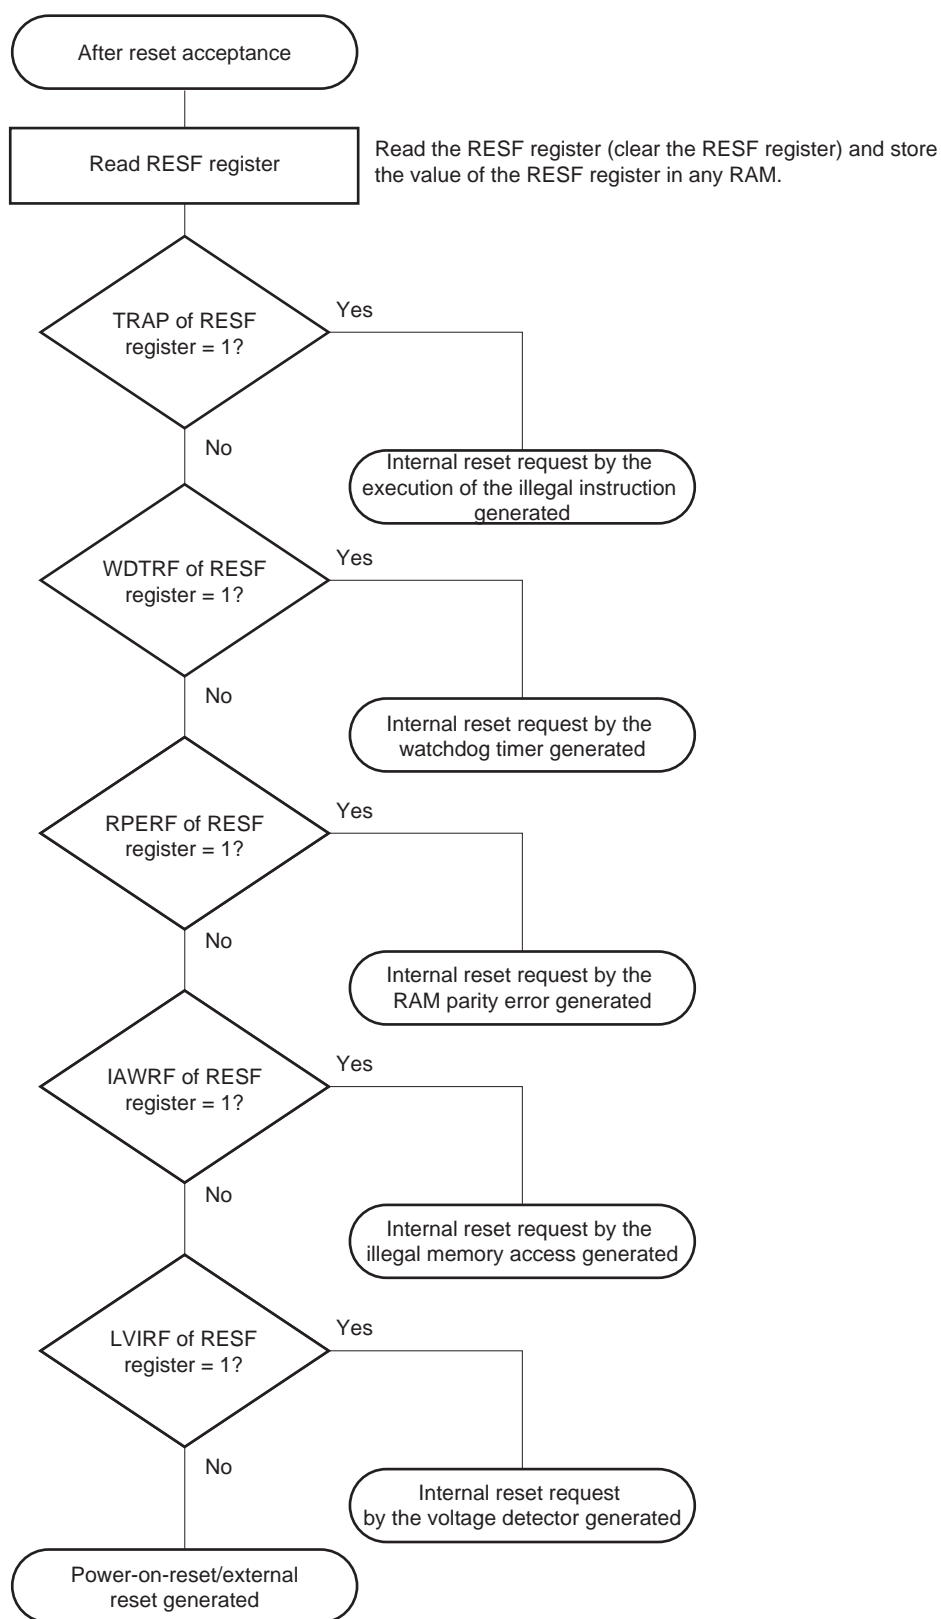 After reset acceptance
Read RESF register
Read the RESF register (clear the RESF register) and store
the value of the RESF register in any RAM.
TRAP of RESF
register = 1?
Yes
No
Internal reset request by the
execution of the illegal instruction
generated
WDTRF of RESF
register = 1?
Yes
No
Internal reset request by the
watchdog timer generated
RPERF of RESF
register = 1?
Yes
No
Internal reset request by the
RAM parity error generated
IAWRF of RESF
register = 1?
Yes
No
Internal reset request by the
illegal memory access generated
LVIRF of RESF
register = 1?
Yes
No
Internal reset request
by the voltage detector generated
Power-on-reset/external
reset generated